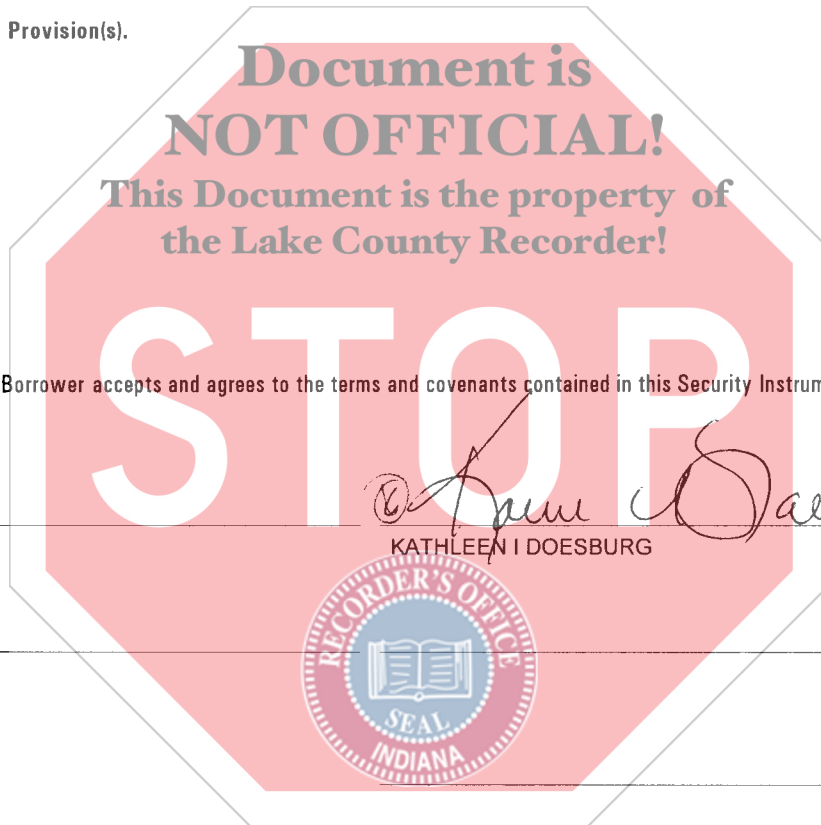 Provision(s).
Document is
NOT OFFICIAL!
This Document is the property of
the Lake County Recorder!
STOP
Borrower accepts and agrees to the terms and covenants contained in this Security Instrum
KATHLEEN I DOESBURG
RECORDER'S OFFICE
SEAL
INDIANA